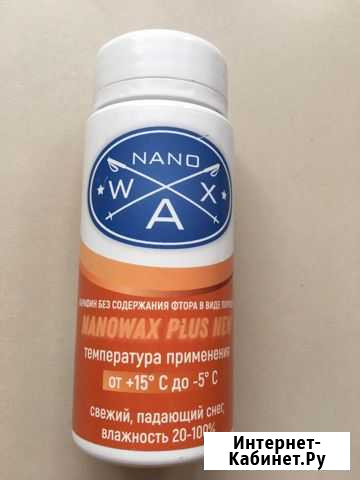 NANO
W A X
ПАРАФИН БЕЗ СОДЕРЖАНИЯ ФТОРА В ВИДЕ
NANOWAX PLUS NEW
температура применения
от +15° С до -5° С
свежий, падающий снег,
влажность 20-100%
Интернет-
Кабинет.Ру